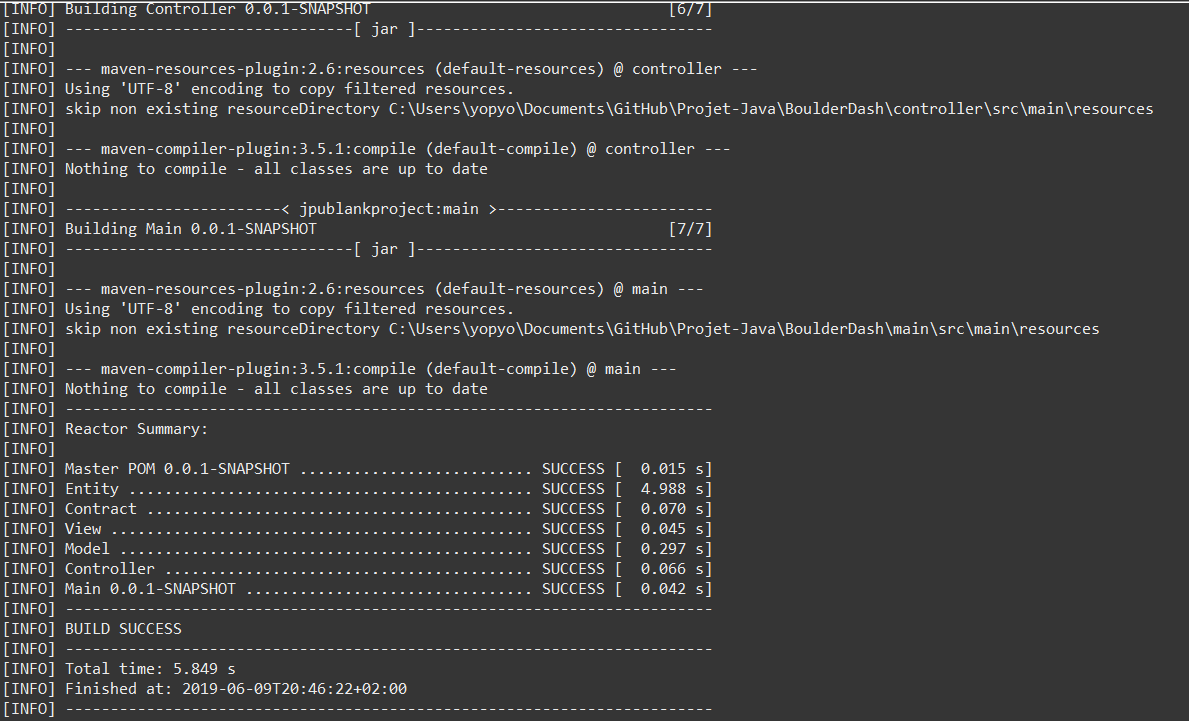 [INFO] Building Controller 0.0.1-SNAPSHOT                                 [6/7]
[INFO] --------------------------------[ jar ]---------------------------------
[INFO]
[INFO] --- maven-resources-plugin:2.6:resources (default-resources) @ controller ---
[INFO] Using 'UTF-8' encoding to copy filtered resources.
[INFO] skip non existing resourceDirectory C:\Users\yopyo\Documents\GitHub\Projet-Java\BoulderDash\controller\src\main\resources
[INFO]
[INFO] --- maven-compiler-plugin:3.5.1:compile (default-compile) @ controller ---
[INFO] Nothing to compile - all classes are up to date
[INFO]
[INFO] ------------------------< jpublankproject:main >------------------------
[INFO] Building Main 0.0.1-SNAPSHOT                                       [7/7]
[INFO] --------------------------------[ jar ]---------------------------------
[INFO]
[INFO] --- maven-resources-plugin:2.6:resources (default-resources) @ main ---
[INFO] Using 'UTF-8' encoding to copy filtered resources.
[INFO] skip non existing resourceDirectory C:\Users\yopyo\Documents\GitHub\Projet-Java\BoulderDash\main\src\main\resources
[INFO]
[INFO] --- maven-compiler-plugin:3.5.1:compile (default-compile) @ main ---
[INFO] Nothing to compile - all classes are up to date
[INFO] ------------------------------------------------------------------------
[INFO] Reactor Summary:
[INFO]
[INFO] Master POM 0.0.1-SNAPSHOT .......................... SUCCESS [  0.015 s]
[INFO] Entity ............................................. SUCCESS [  4.988 s]
[INFO] Contract ........................................... SUCCESS [  0.070 s]
[INFO] View ............................................... SUCCESS [  0.045 s]
[INFO] Model .............................................. SUCCESS [  0.297 s]
[INFO] Controller ......................................... SUCCESS [  0.066 s]
[INFO] Main 0.0.1-SNAPSHOT ................................ SUCCESS [  0.042 s]
[INFO] ------------------------------------------------------------------------
[INFO] BUILD SUCCESS
[INFO] ------------------------------------------------------------------------
[INFO] Total time: 5.849 s
[INFO] Finished at: 2019-06-09T20:46:22+02:00
[INFO] ------------------------------------------------------------------------